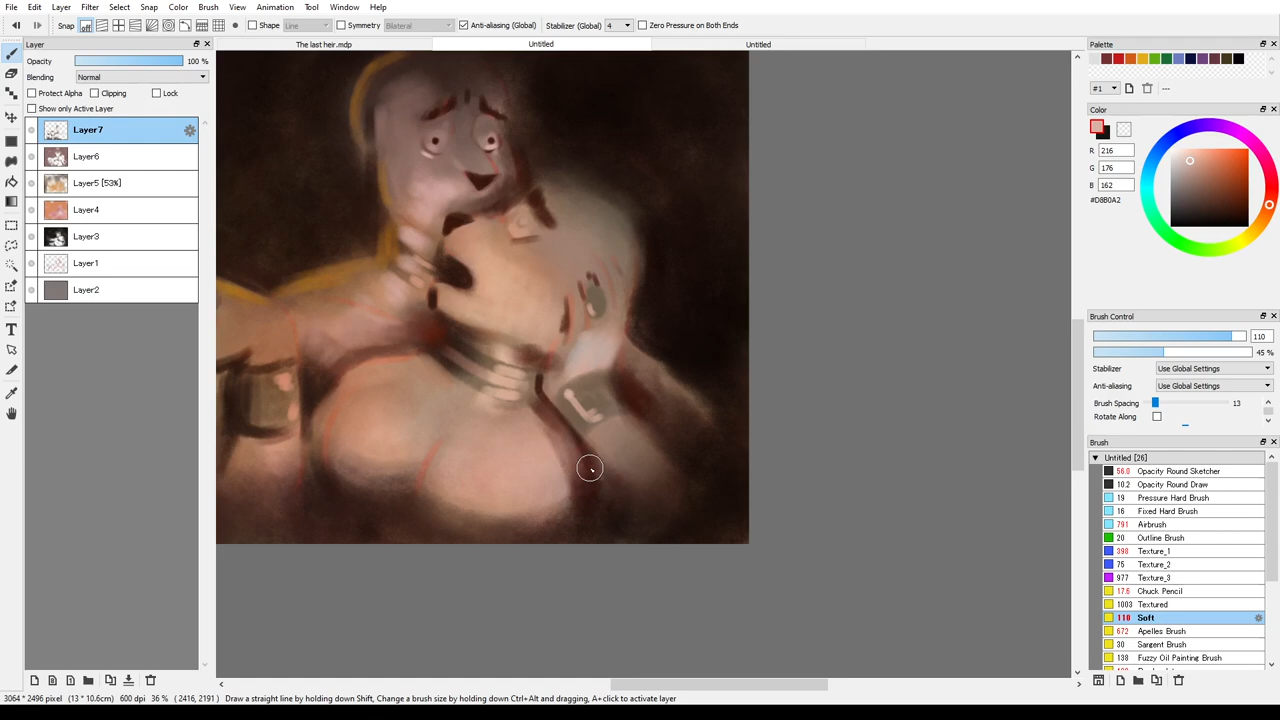 File Edit Layer Filter Select Snap Color Brush View Animation Tool Window Help
Snap off Shape Line Symmetry Bilateral Anti-aliasing (Global) Stabilizer (Global) 4 Zero Pressure on Both Ends
Layer
The last heir.mdp Untitled Untitled
Opacity 100 %
Blending Normal
Protect Alpha Clipping Lock
Show only Active Layer
Layer7
Layer6
Layer5 [53%]
Layer4
Layer3
Layer1
Layer2
Palette
#1 ---
Color
R 216
G 176
B 162
#D8B0A2
Brush Control
110
45 %
Stabilizer Use Global Settings
Anti-aliasing Use Global Settings
Brush Spacing 13
Rotate Along
Brush
Untitled [26]
56.0 Opacity Round Sketcher
10.2 Opacity Round Draw
19 Pressure Hard Brush
16 Fixed Hard Brush
791 Airbrush
20 Outline Brush
398 Texture_1
75 Texture_2
977 Texture_3
17.6 Chuck Pencil
1003 Textured
110 Soft
672 Apelles Brush
30 Sargent Brush
138 Fuzzy Oil Painting Brush
3064 * 2496 pixel (13 * 10.6cm) 600 dpi 36 % ( 2416, 2191 ) Draw a straight line by holding down Shift, Change a brush size by holding down Ctrl+Alt and dragging, A+click to activate layer